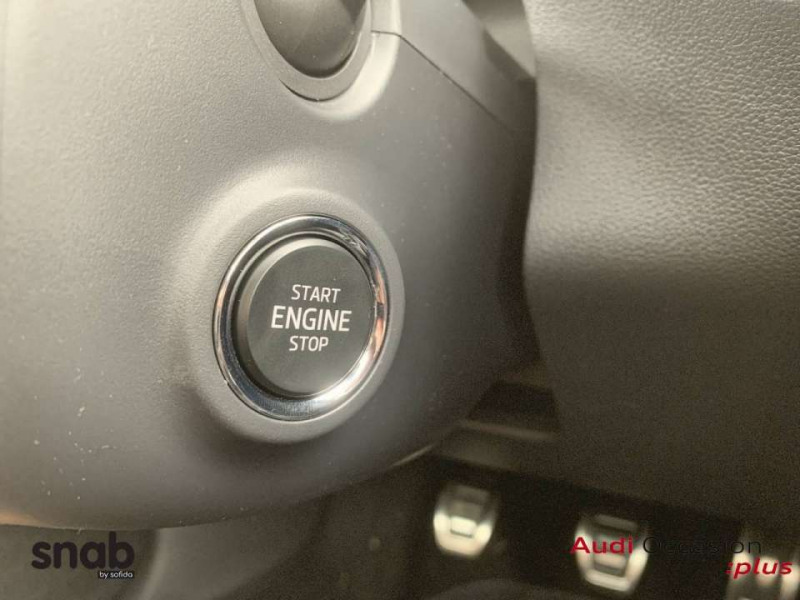 START
ENGINE
STOP
snab
by sofida
Audi Occasion
:plus